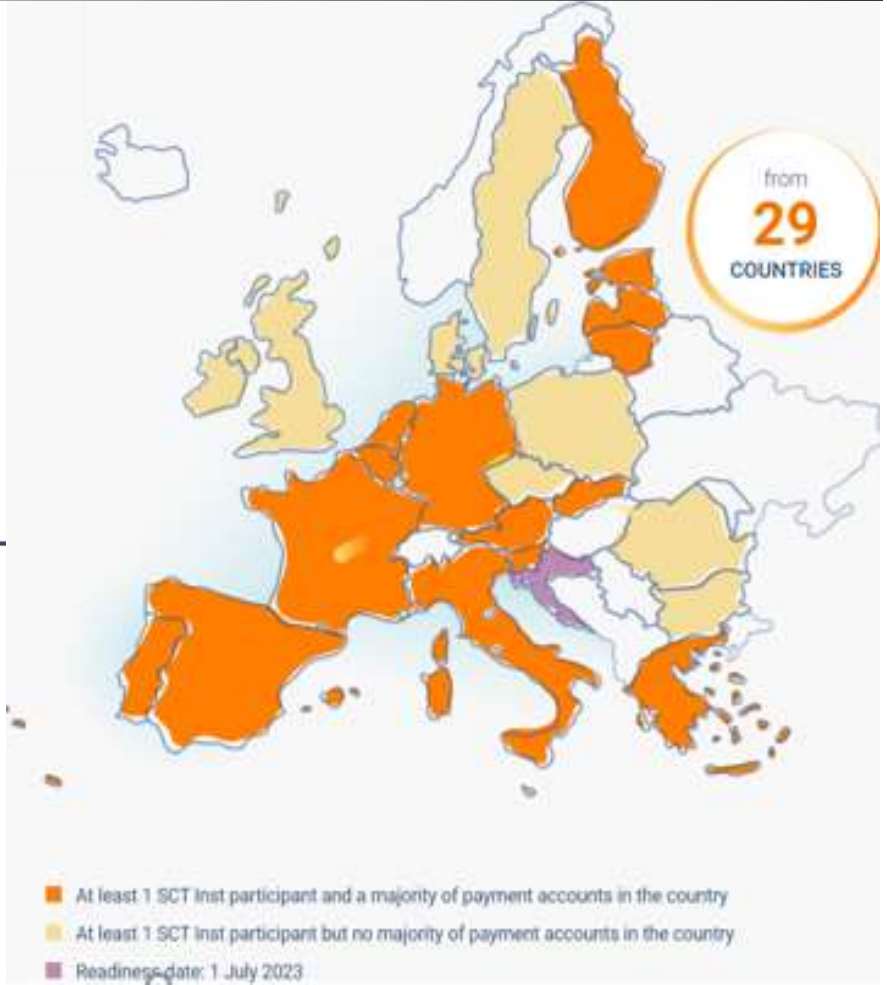 from
29
COUNTRIES
At least 1 SCT Inst participant and a majority of payment accounts in the country
At least 1 SCT Inst participant but no majority of payment accounts in the country
Readiness date: 1 July 2023